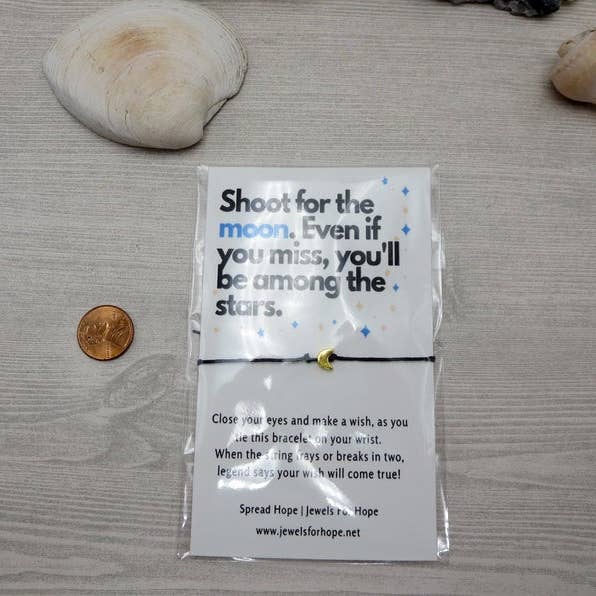 Shoot for the
moon. Even if
you miss, you'll
be among the
stars.
Close your eyes and make a wish, as you
tie this bracelet on your wrist.
When the string frays or breaks in two,
legend says your wish will come true!
Spread Hope | Jewels For Hope
www.jewelsforhope.net